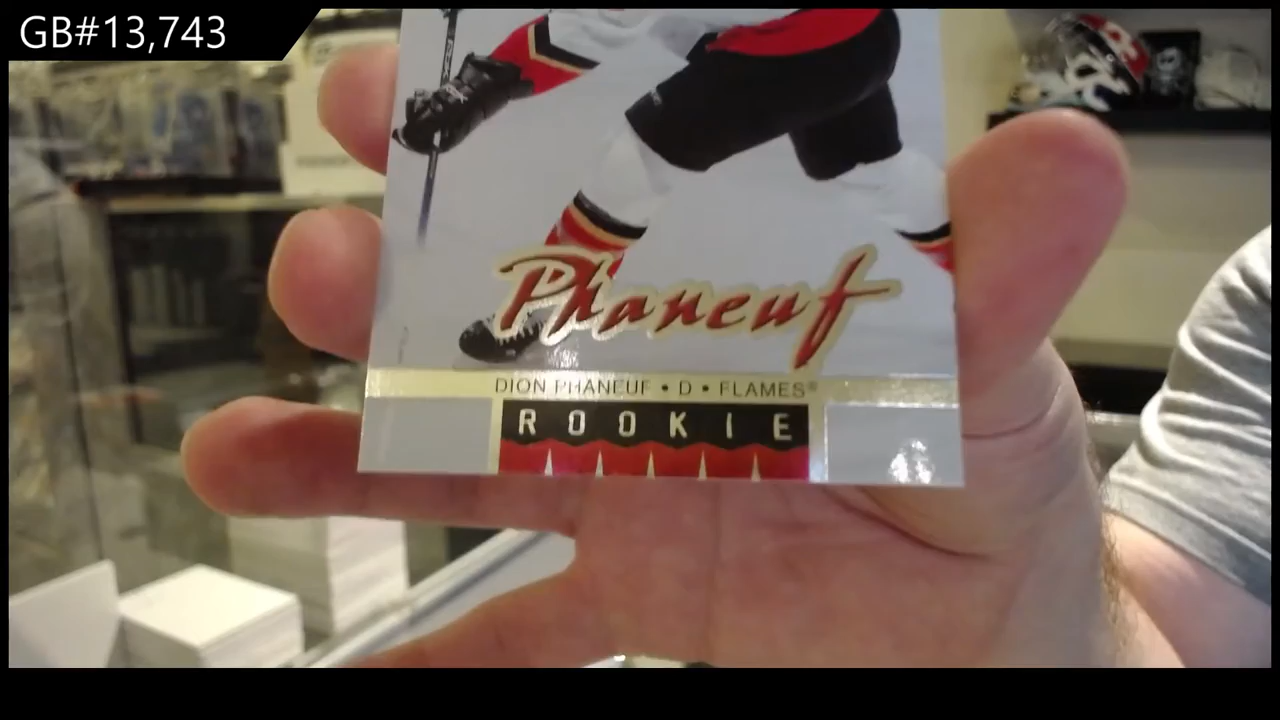 GB#13,743
Phaneuf
DION PHANEUF • D • FLAMES®
ROOKIE